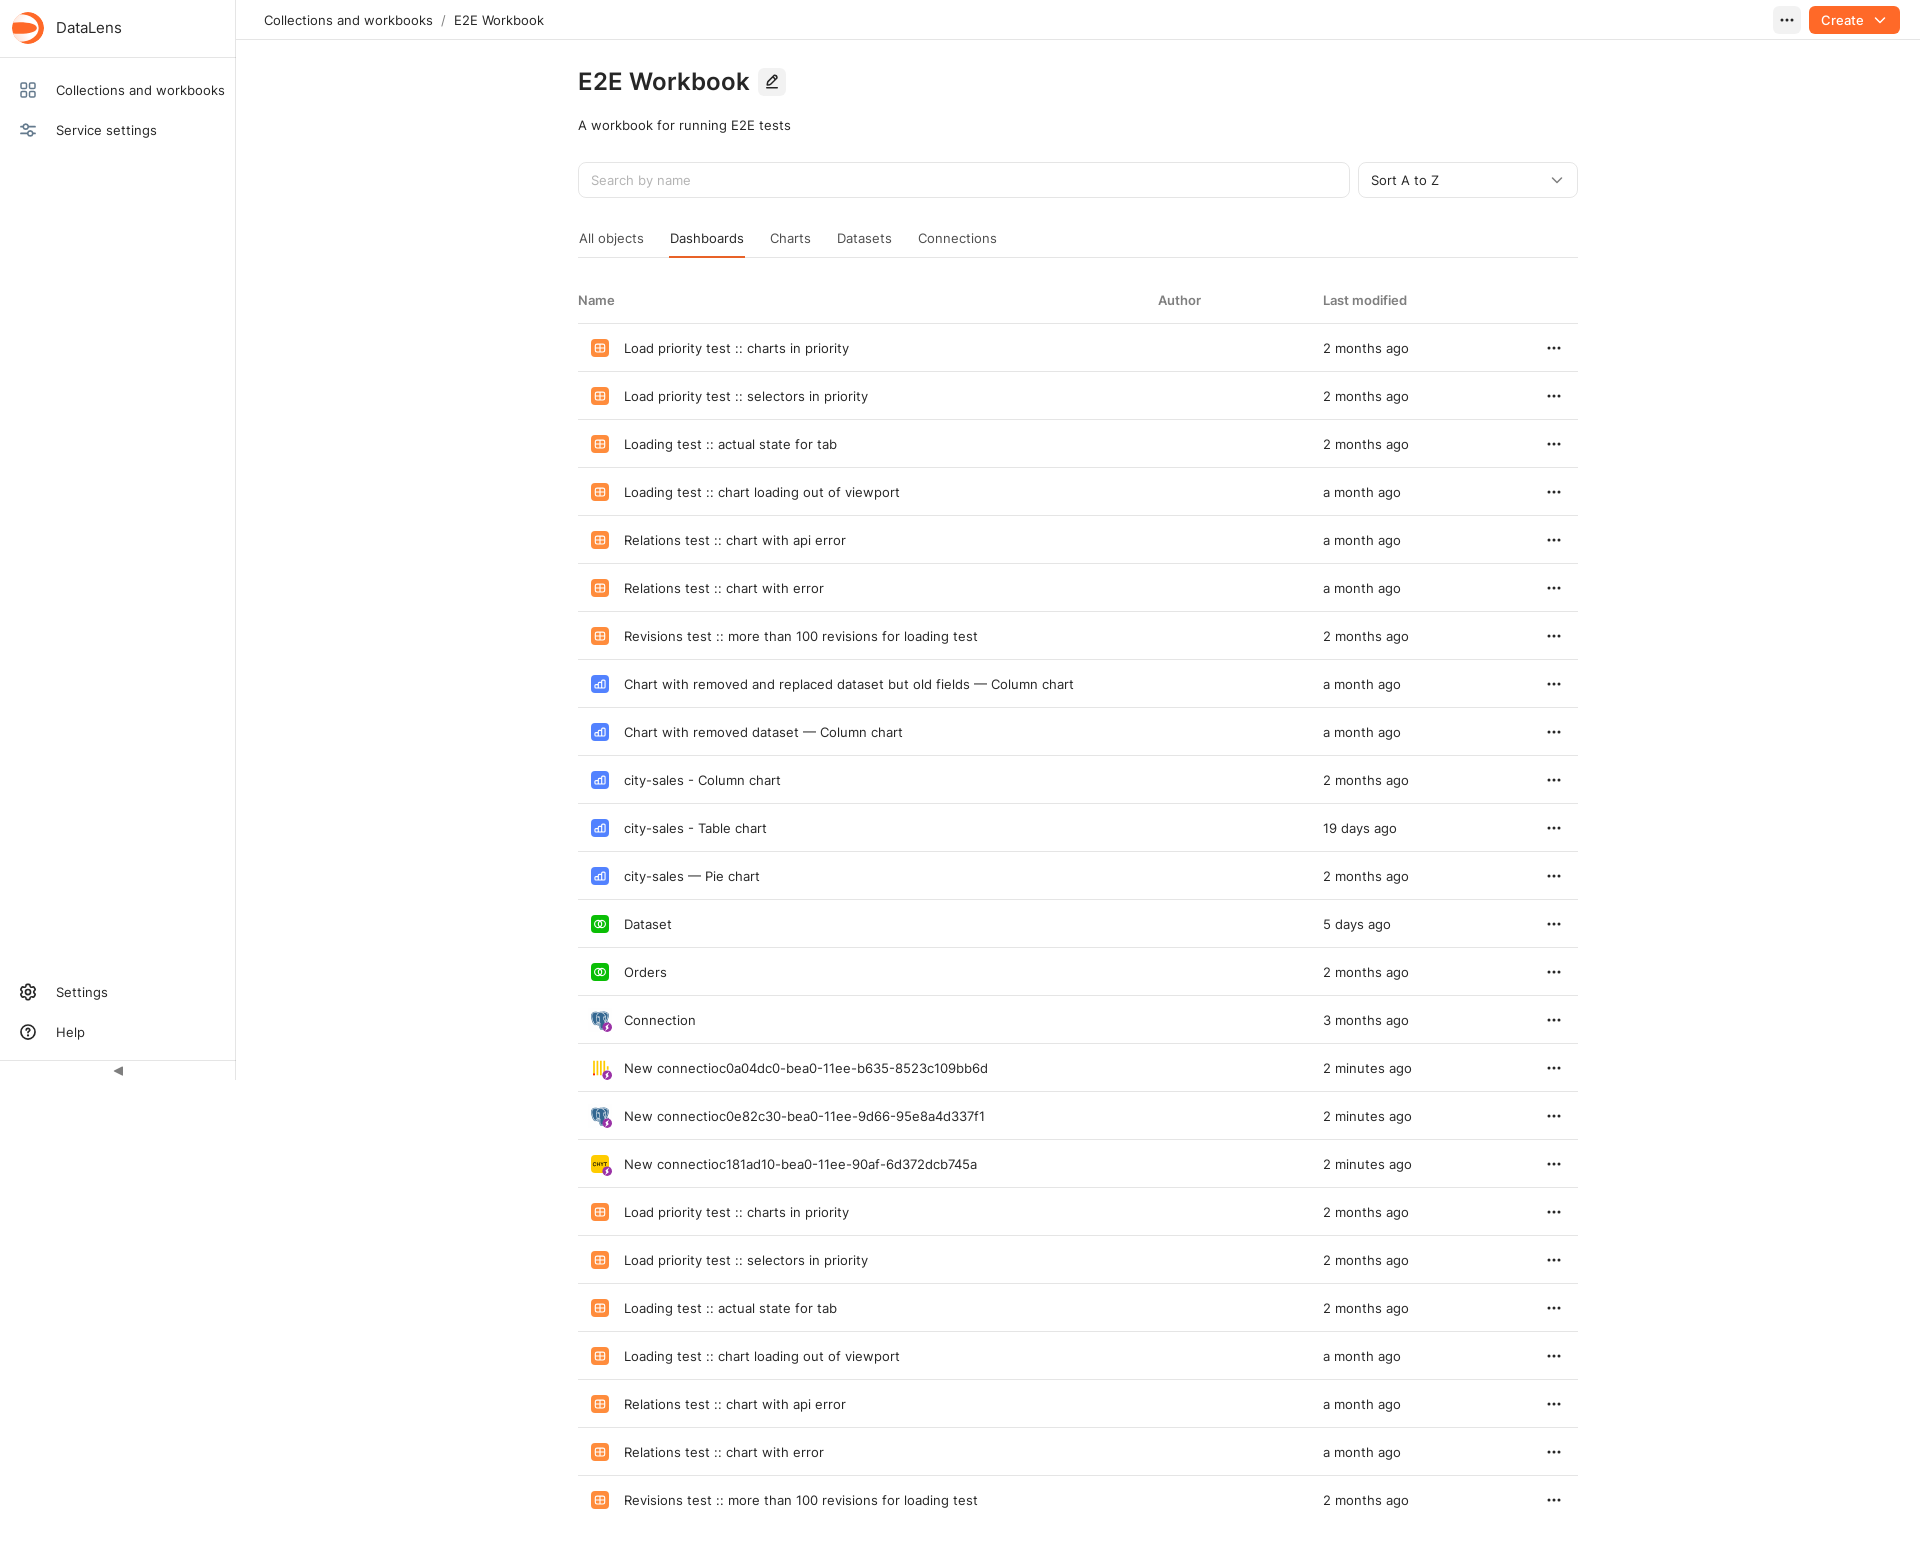 DataLens
Collections and workbooks / E2E Workbook
Create
Collections and workbooks
Service settings
E2E Workbook
A workbook for running E2E tests
Search by name
Sort A to Z
All objects Dashboards Charts Datasets Connections
Name Author Last modified
Load priority test :: charts in priority 2 months ago
Load priority test :: selectors in priority 2 months ago
Loading test :: actual state for tab 2 months ago
Loading test :: chart loading out of viewport a month ago
Relations test :: chart with api error a month ago
Relations test :: chart with error a month ago
Revisions test :: more than 100 revisions for loading test 2 months ago
Chart with removed and replaced dataset but old fields — Column chart a month ago
Chart with removed dataset — Column chart a month ago
city-sales - Column chart 2 months ago
city-sales - Table chart 19 days ago
city-sales — Pie chart 2 months ago
Dataset 5 days ago
Orders 2 months ago
Connection 3 months ago
New connectioc0a04dc0-bea0-11ee-b635-8523c109bb6d 2 minutes ago
New connectioc0e82c30-bea0-11ee-9d66-95e8a4d337f1 2 minutes ago
CHYT New connectioc181ad10-bea0-11ee-90af-6d372dcb745a 2 minutes ago
Load priority test :: charts in priority 2 months ago
Load priority test :: selectors in priority 2 months ago
Loading test :: actual state for tab 2 months ago
Loading test :: chart loading out of viewport a month ago
Relations test :: chart with api error a month ago
Relations test :: chart with error a month ago
Revisions test :: more than 100 revisions for loading test 2 months ago
Settings
Help